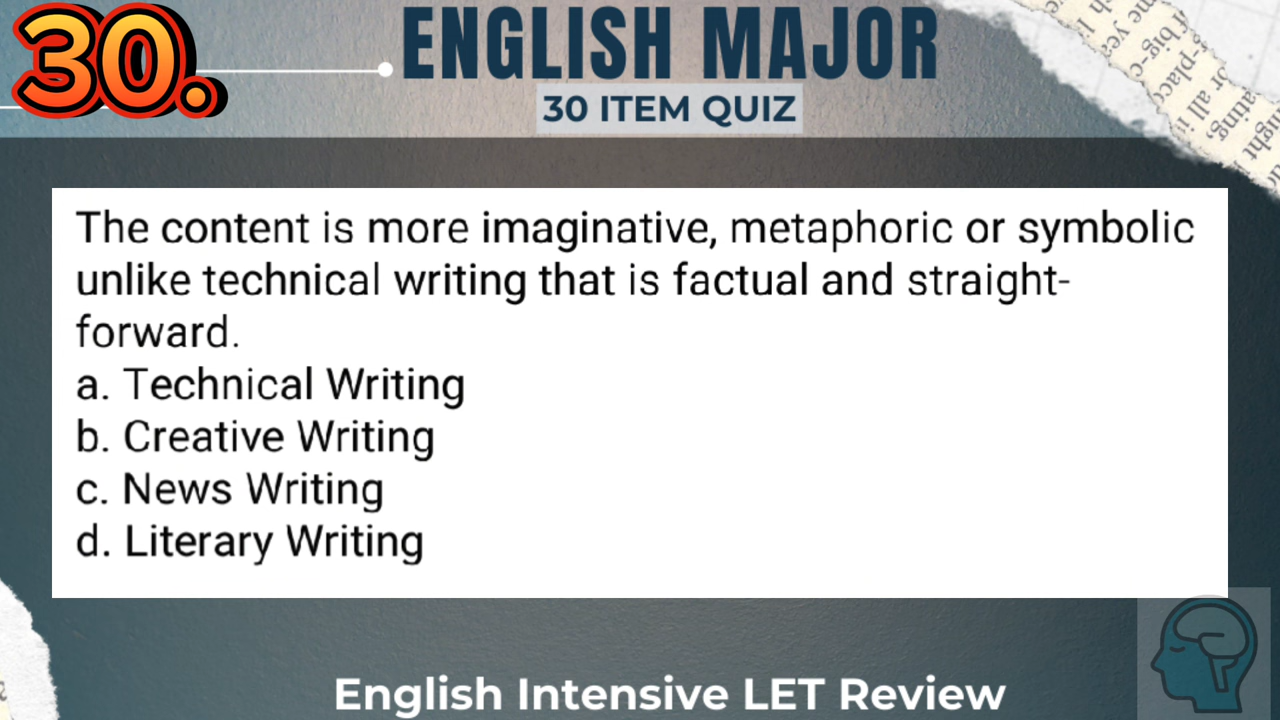 30.
ENGLISH MAJOR
30 ITEM QUIZ
The content is more imaginative, metaphoric or symbolic
unlike technical writing that is factual and straight-
forward.
a. Technical Writing
b. Creative Writing
c. News Writing
d. Literary Writing
English Intensive LET Review